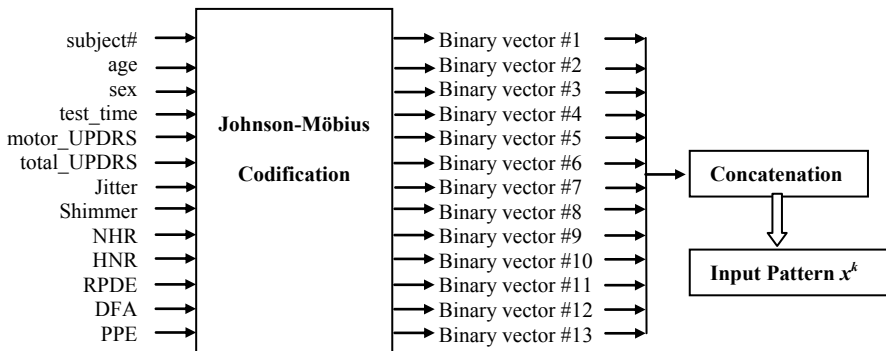 subject#
age
sex
test_time
motor_UPDRS
total_UPDRS
Jitter
Shimmer
NHR
HNR
RPDE
DFA
PPE
Johnson-Möbius
Codification
Binary vector #1
Binary vector #2
Binary vector #3
Binary vector #4
Binary vector #5
Binary vector #6
Binary vector #7
Binary vector #8
Binary vector #9
Binary vector #10
Binary vector #11
Binary vector #12
Binary vector #13
Concatenation
Input Pattern x^k